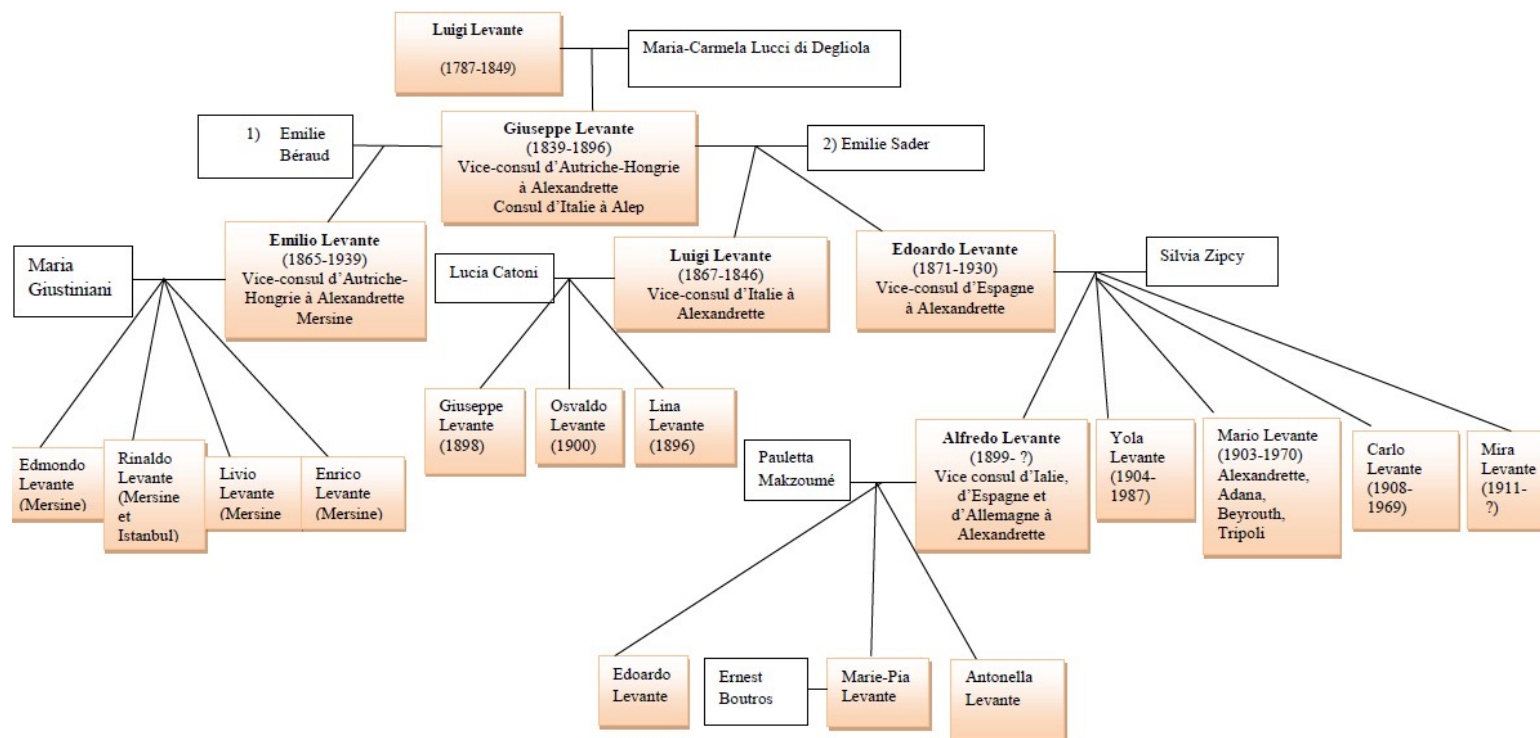 Luigi Levante
(1787-1849)
Maria-Carmela Lucci di Degliola
1) Emilie
Béraud
Giuseppe Levante
(1839-1896)
Vice-consul d'Autriche-Hongrie
à Alexandrette
Consul d'Italie à Alep
2) Emilie Sader
Maria
Giustiniani
Emilio Levante
(1865-1939)
Vice-consul d'Autriche-
Hongrie à Alexandrette
Mersine
Lucia Catoni
Luigi Levante
(1867-1846)
Vice-consul d'Italie à
Alexandrette
Edoardo Levante
(1871-1930)
Vice-consul d'Espagne
à Alexandrette
Silvia Zipcy
Edmondo
Levante
(Mersine)
Rinaldo
Levante
(Mersine
et
Istanbul)
Livio
Levante
(Mersine
Enrico
Levante
(Mersine)
Giuseppe
Levante
(1898)
Osvaldo
Levante
(1900)
Lina
Levante
(1896)
Pauletta
Makzoumé
Alfredo Levante
(1899- ?)
Vice consul d'Ialie,
d'Espagne et
d'Allemagne à
Alexandrette
Yola
Levante
(1904-
1987)
Mario Levante
(1903-1970)
Alexandrette,
Adana,
Beyrouth,
Tripoli
Carlo
Levante
(1908-
1969)
Mira
Levante
(1911-
?)
Edoardo
Levante
Ernest
Boutros
Marie-Pia
Levante
Antonella
Levante